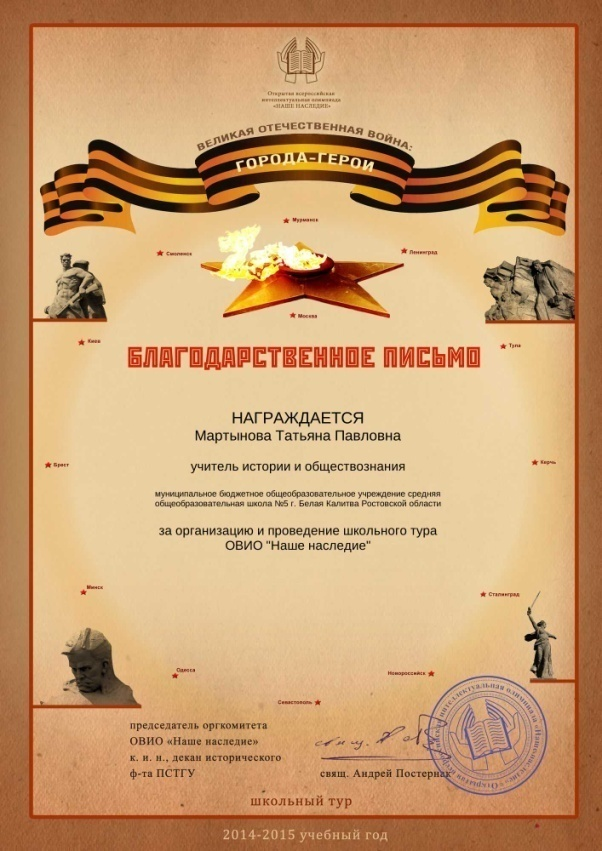 Открытая всероссийская
интеллектуальная олимпиада
«НАШЕ НАСЛЕДИЕ»
ВЕЛИКАЯ ОТЕЧЕСТВЕННАЯ ВОЙНА:
ГОРОДА-ГЕРОИ
Мурманск
Смоленск
Ленинград
Москва
Киев
Тула
БЛАГОДАРСТВЕННОЕ ПИСЬМО
НАГРАЖДАЕТСЯ
Мартынова Татьяна Павловна
учитель истории и обществознания
Брест
Керчь
муниципальное бюджетное общеобразовательное учреждение средняя
общеобразовательная школа №5 г. Белая Калитва Ростовской области
за организацию и проведение школьного тура
ОВИО "Наше наследие"
Минск
Сталинград
Одесса
Новороссийск
Севастополь
председатель оргкомитета
ОВИО «Наше наследие»
к. и. н., декан исторического
ф-та ПСТГУ
свящ. Андрей Постернак
школьный тур
2014-2015 учебный год